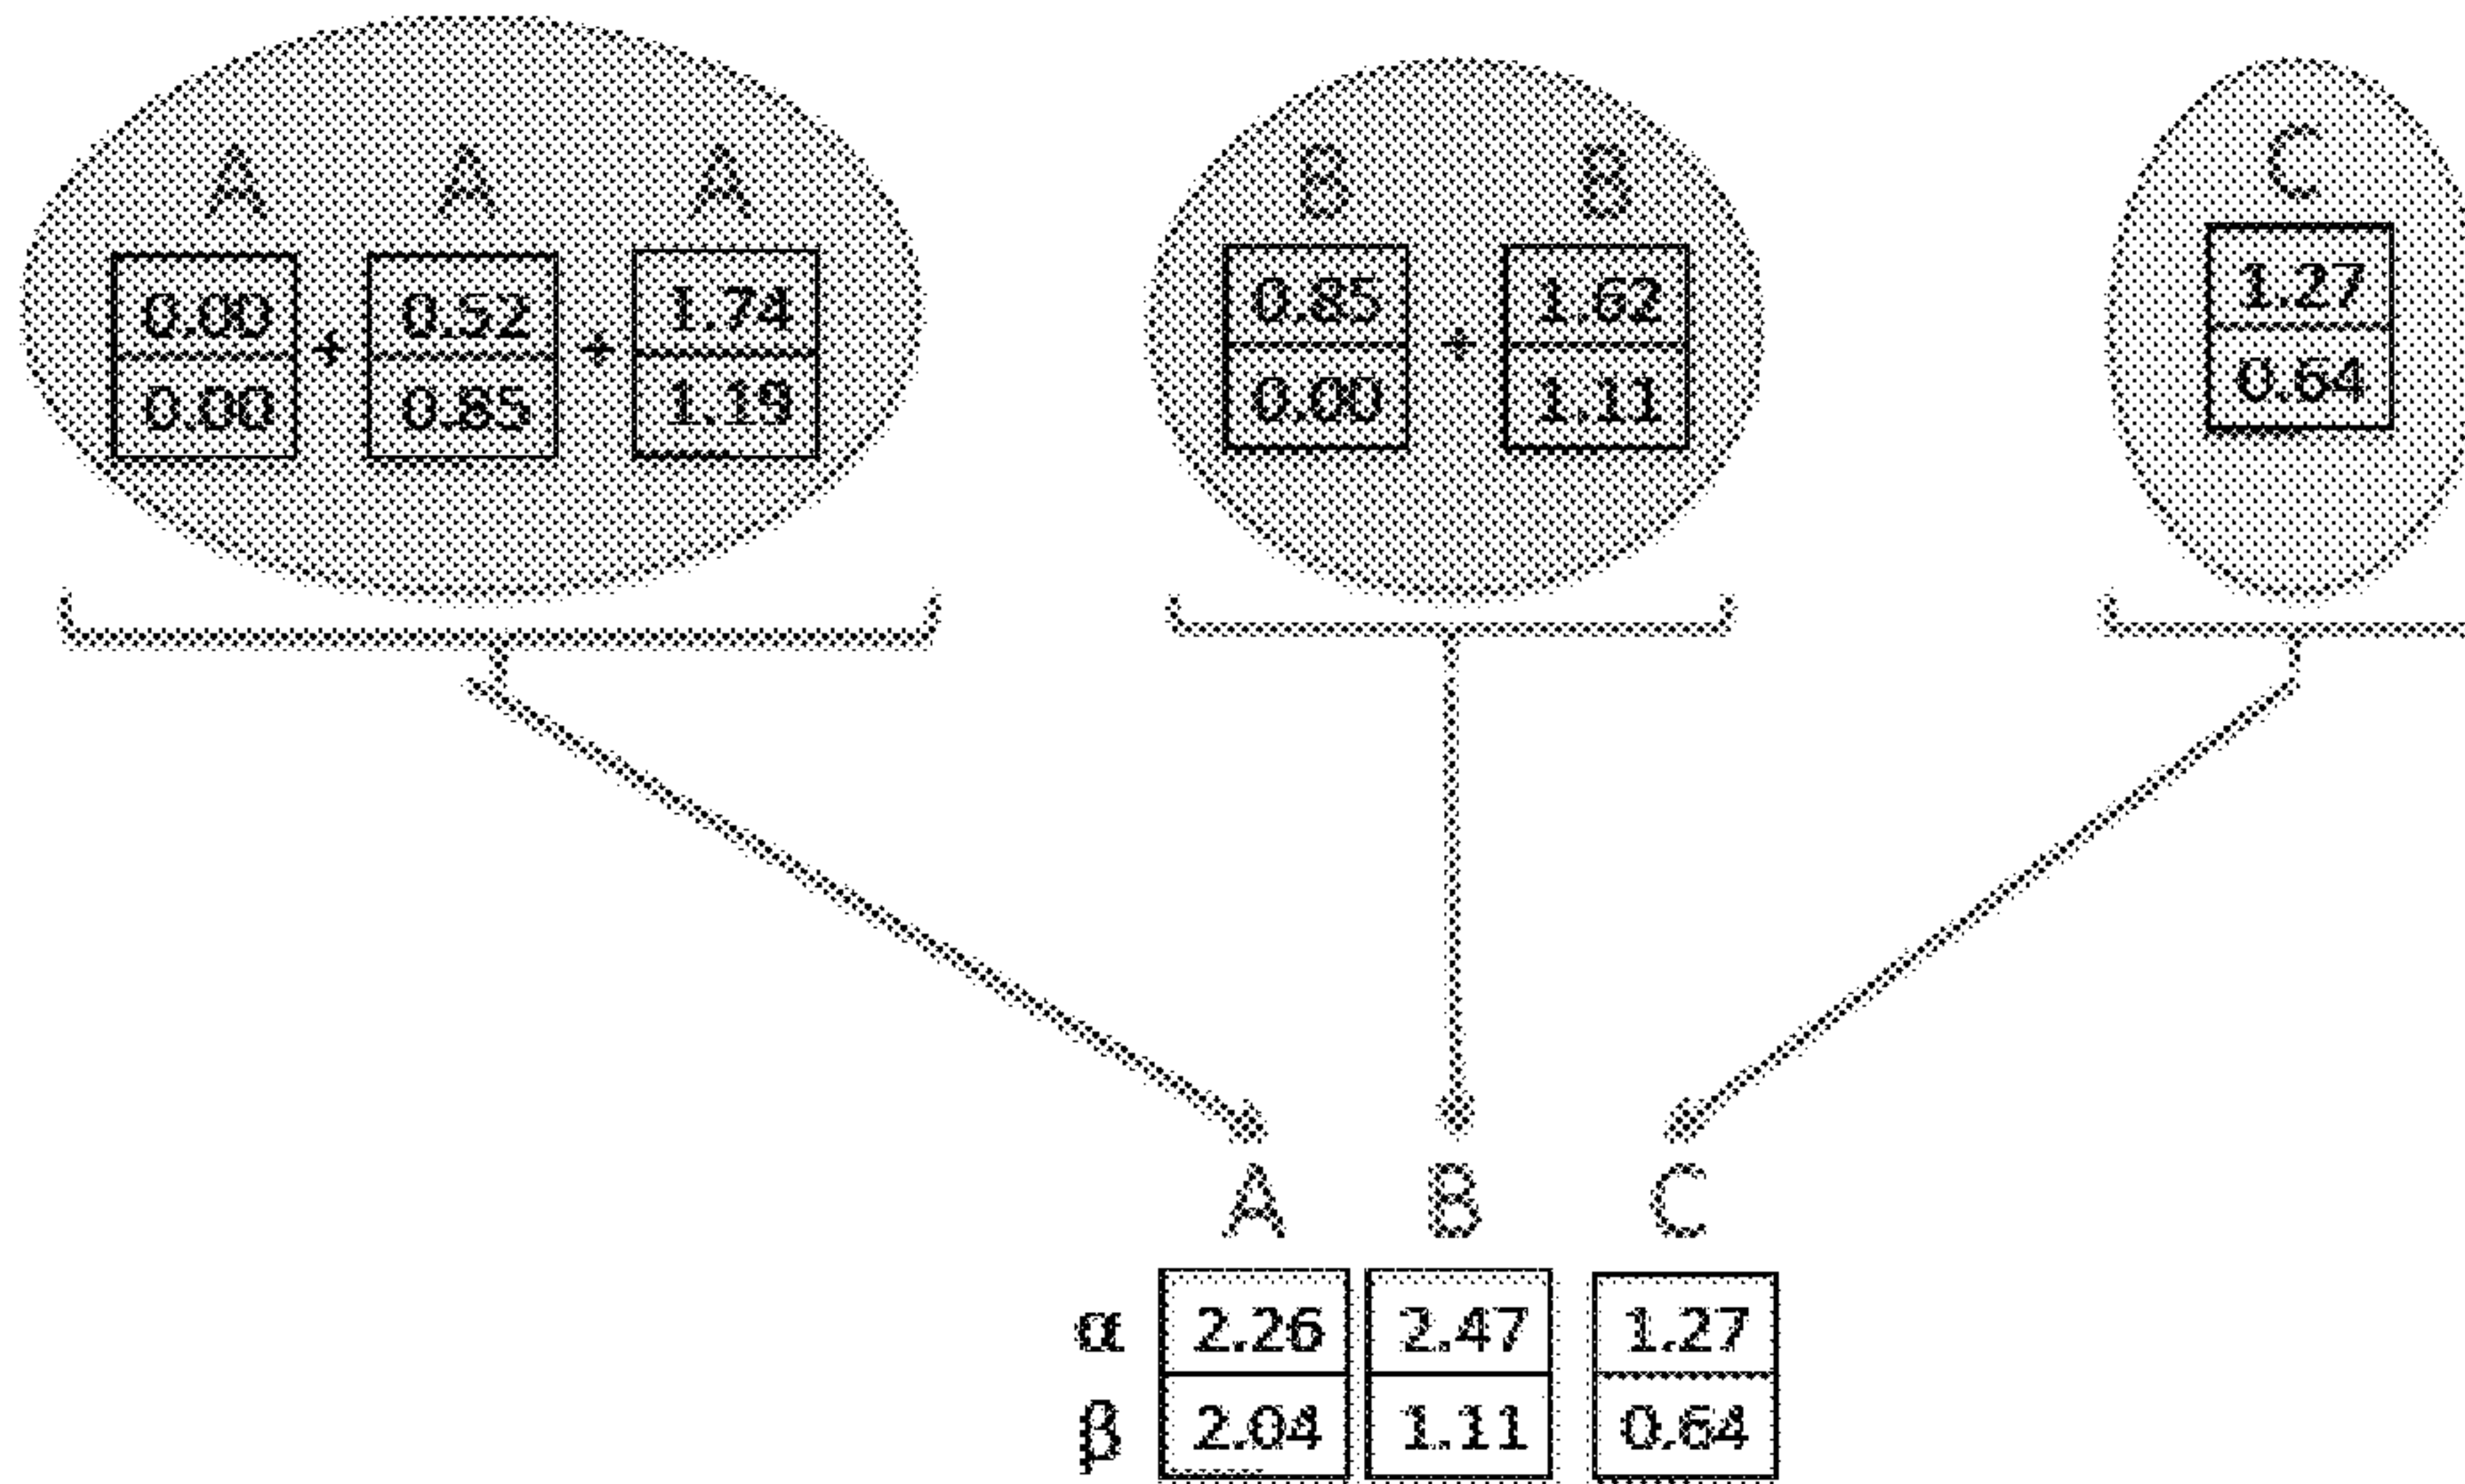 A A A B B C
0.00 + 0.52 + 1.74 0.85 + 1.62 1.27
0.00 0.85 1.19 0.00 1.11 0.64
A B C
α 2.26 2.47 1.27
β 2.04 1.11 0.64